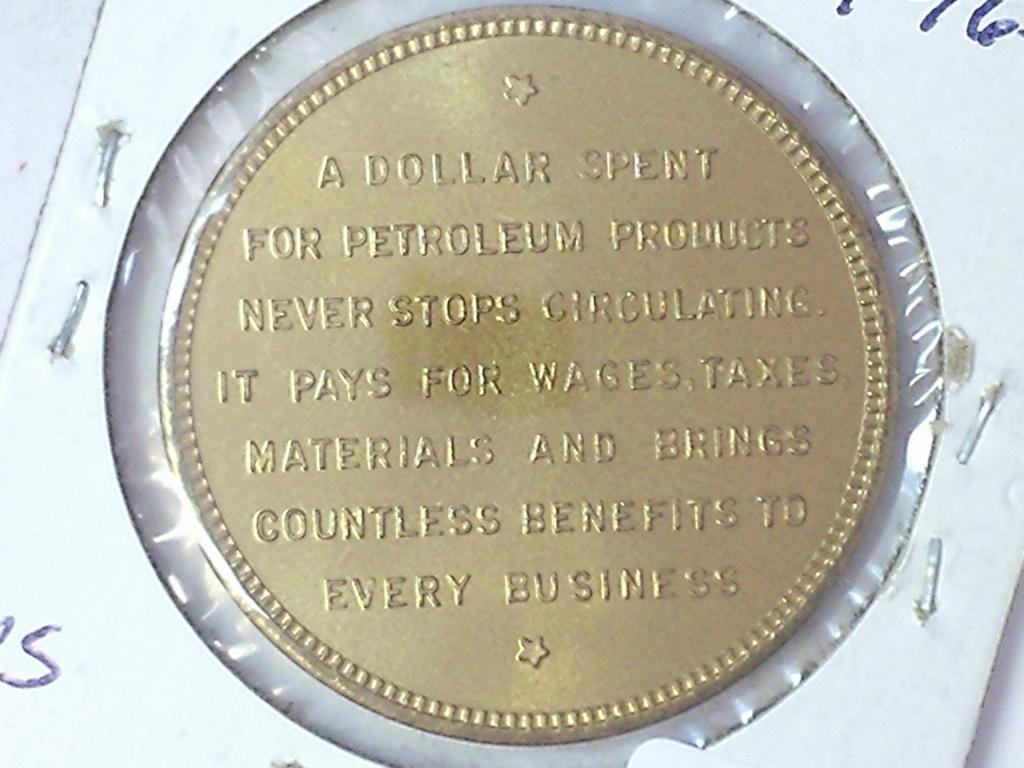 A DOLLAR SPENT
FOR PETROLEUM PRODUCTS
NEVER STOPS CIRCULATING.
IT PAYS FOR WAGES, TAXES,
MATERIALS AND BRINGS
COUNTLESS BENEFITS TO
EVERY BUSINESS